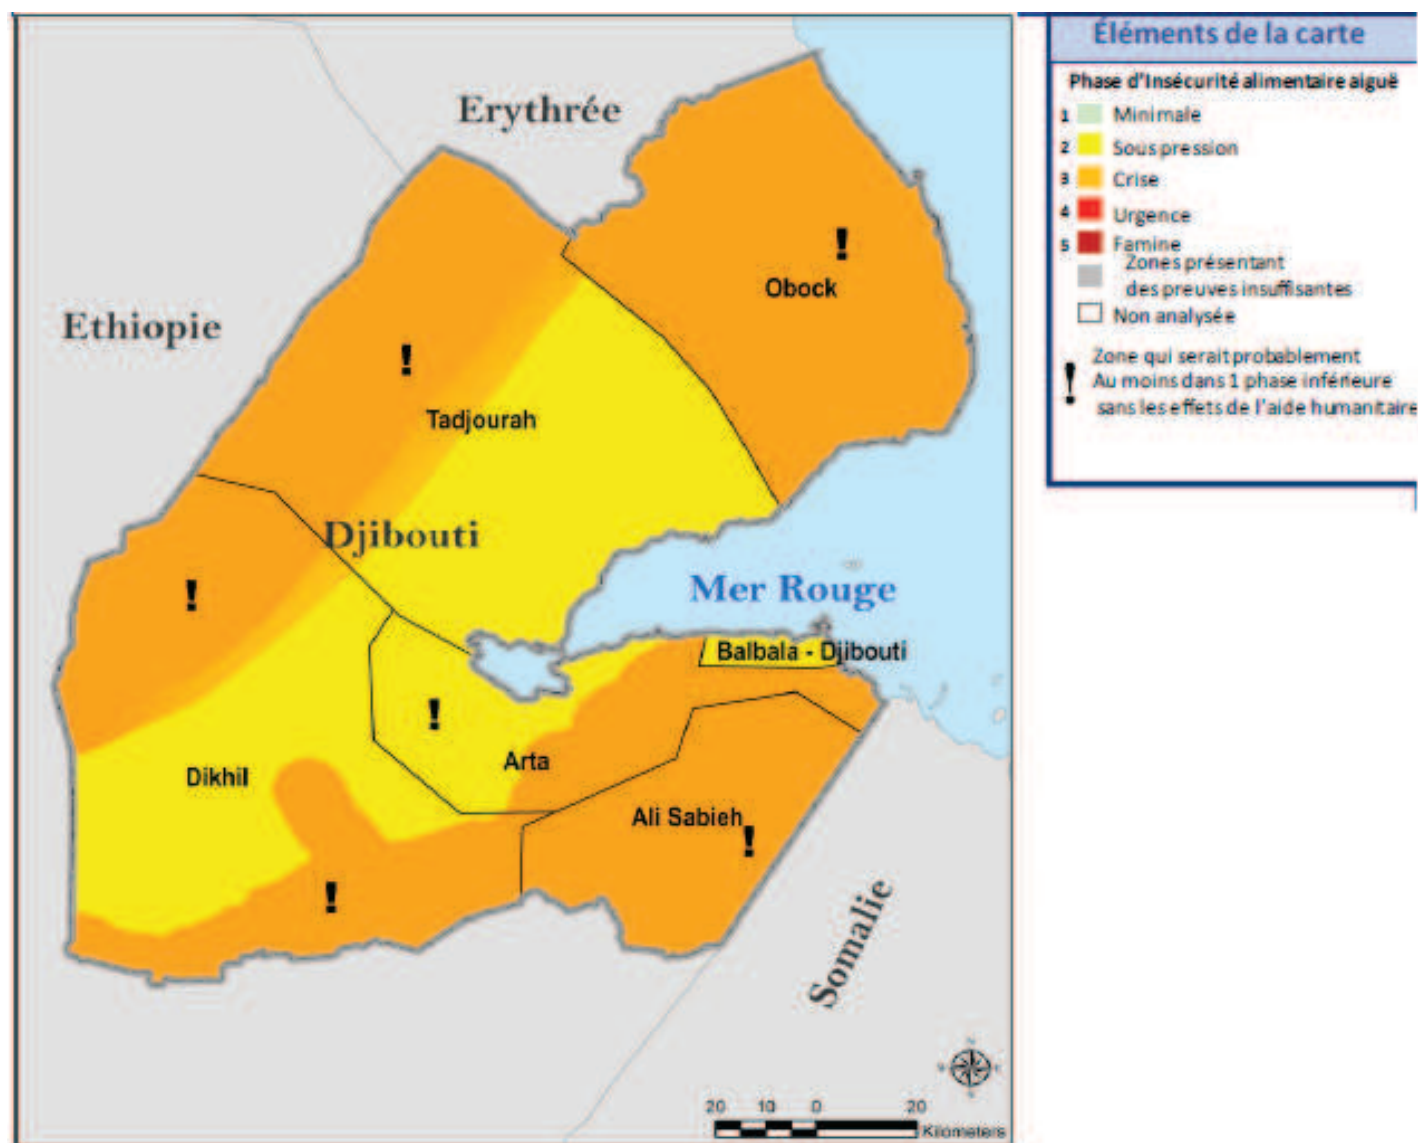 Erythrée
Ethiopie
Obock
Tadjourah
Djibouti
Mer Rouge
Balbala - Djibouti
Dikhil
Arta
Ali Sabieh
Somalie
!
!
!
!
!
!
20 10 0 20
Kilometers
Éléments de la carte
Phase d'Insécurité alimentaire aiguë
1 Minimale
2 Sous pression
3 Crise
4 Urgence
5 Famine
Zones présentant
des preuves insuffisantes
Non analysée
! Zone qui serait probablement
Au moins dans 1 phase inférieure
sans les effets de l'aide humanitaire